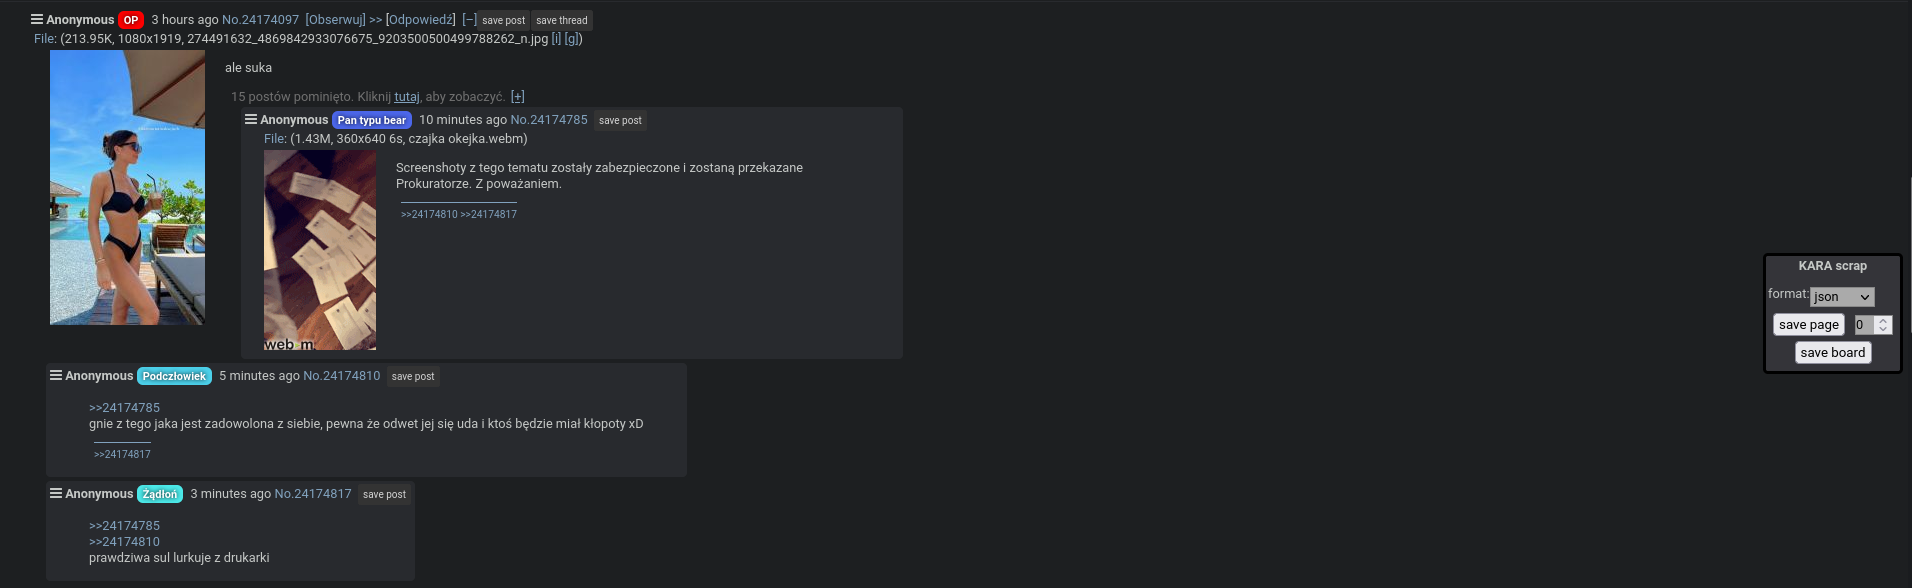 Anonymous OP 3 hours ago No.24174097 [Obserwuj] >> [Odpowiedź] [–] save post save thread
File: (213.95K, 1080x1919, 274491632_4869842933076675_9203500500499788262_n.jpg [i] [g])
ale suka
15 postów pominięto. Kliknij tutaj, aby zobaczyć. [+]
Anonymous Pan typu bear 10 minutes ago No.24174785 save post
File: (1.43M, 360x640 6s, czajka okejka.webm)
Screenshoty z tego tematu zostały zabezpieczone i zostaną przekazane
Prokuratorze. Z poważaniem.
>>24174810 >>24174817
web m
Anonymous Podczłowiek 5 minutes ago No.24174810 save post
>>24174785
gnie z tego jaka jest zadowolona z siebie, pewna że odwet jej się uda i ktoś będzie miał kłopoty xD
>>24174817
Anonymous Żądłoń 3 minutes ago No.24174817 save post
>>24174785
>>24174810
prawdziwa sul lurkuje z drukarki
KARA scrap
format: json
save page 0
save board